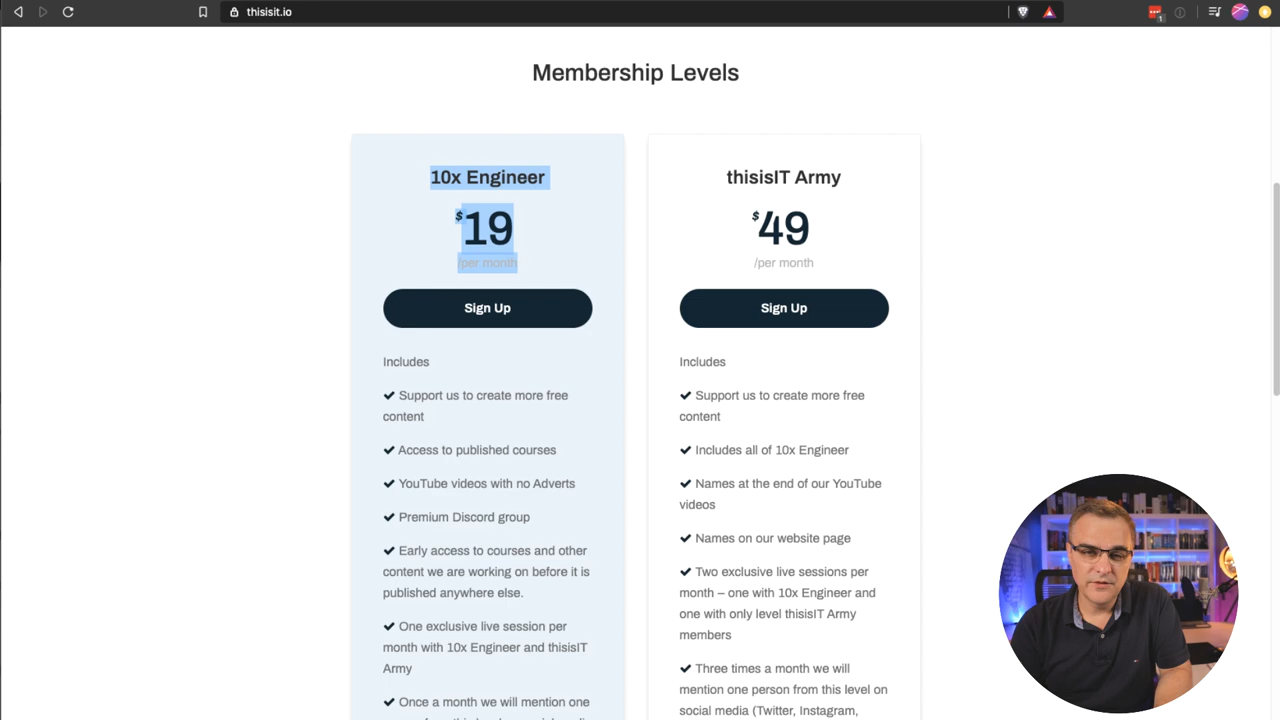 thisisit.io
1
Membership Levels
10x Engineer
$19
/per month
Sign Up
Includes
Support us to create more free
content
Access to published courses
YouTube videos with no Adverts
Premium Discord group
Early access to courses and other
content we are working on before it is
published anywhere else.
One exclusive live session per
month with 10x Engineer and thisisIT
Army
Once a month we will mention one
thisisIT Army
$49
/per month
Sign Up
Includes
Support us to create more free
content
Includes all of 10x Engineer
Names at the end of our YouTube
videos
Names on our website page
Two exclusive live sessions per
month – one with 10x Engineer and
one with only level thisisIT Army
members
Three times a month we will
mention one person from this level on
social media (Twitter, Instagram,